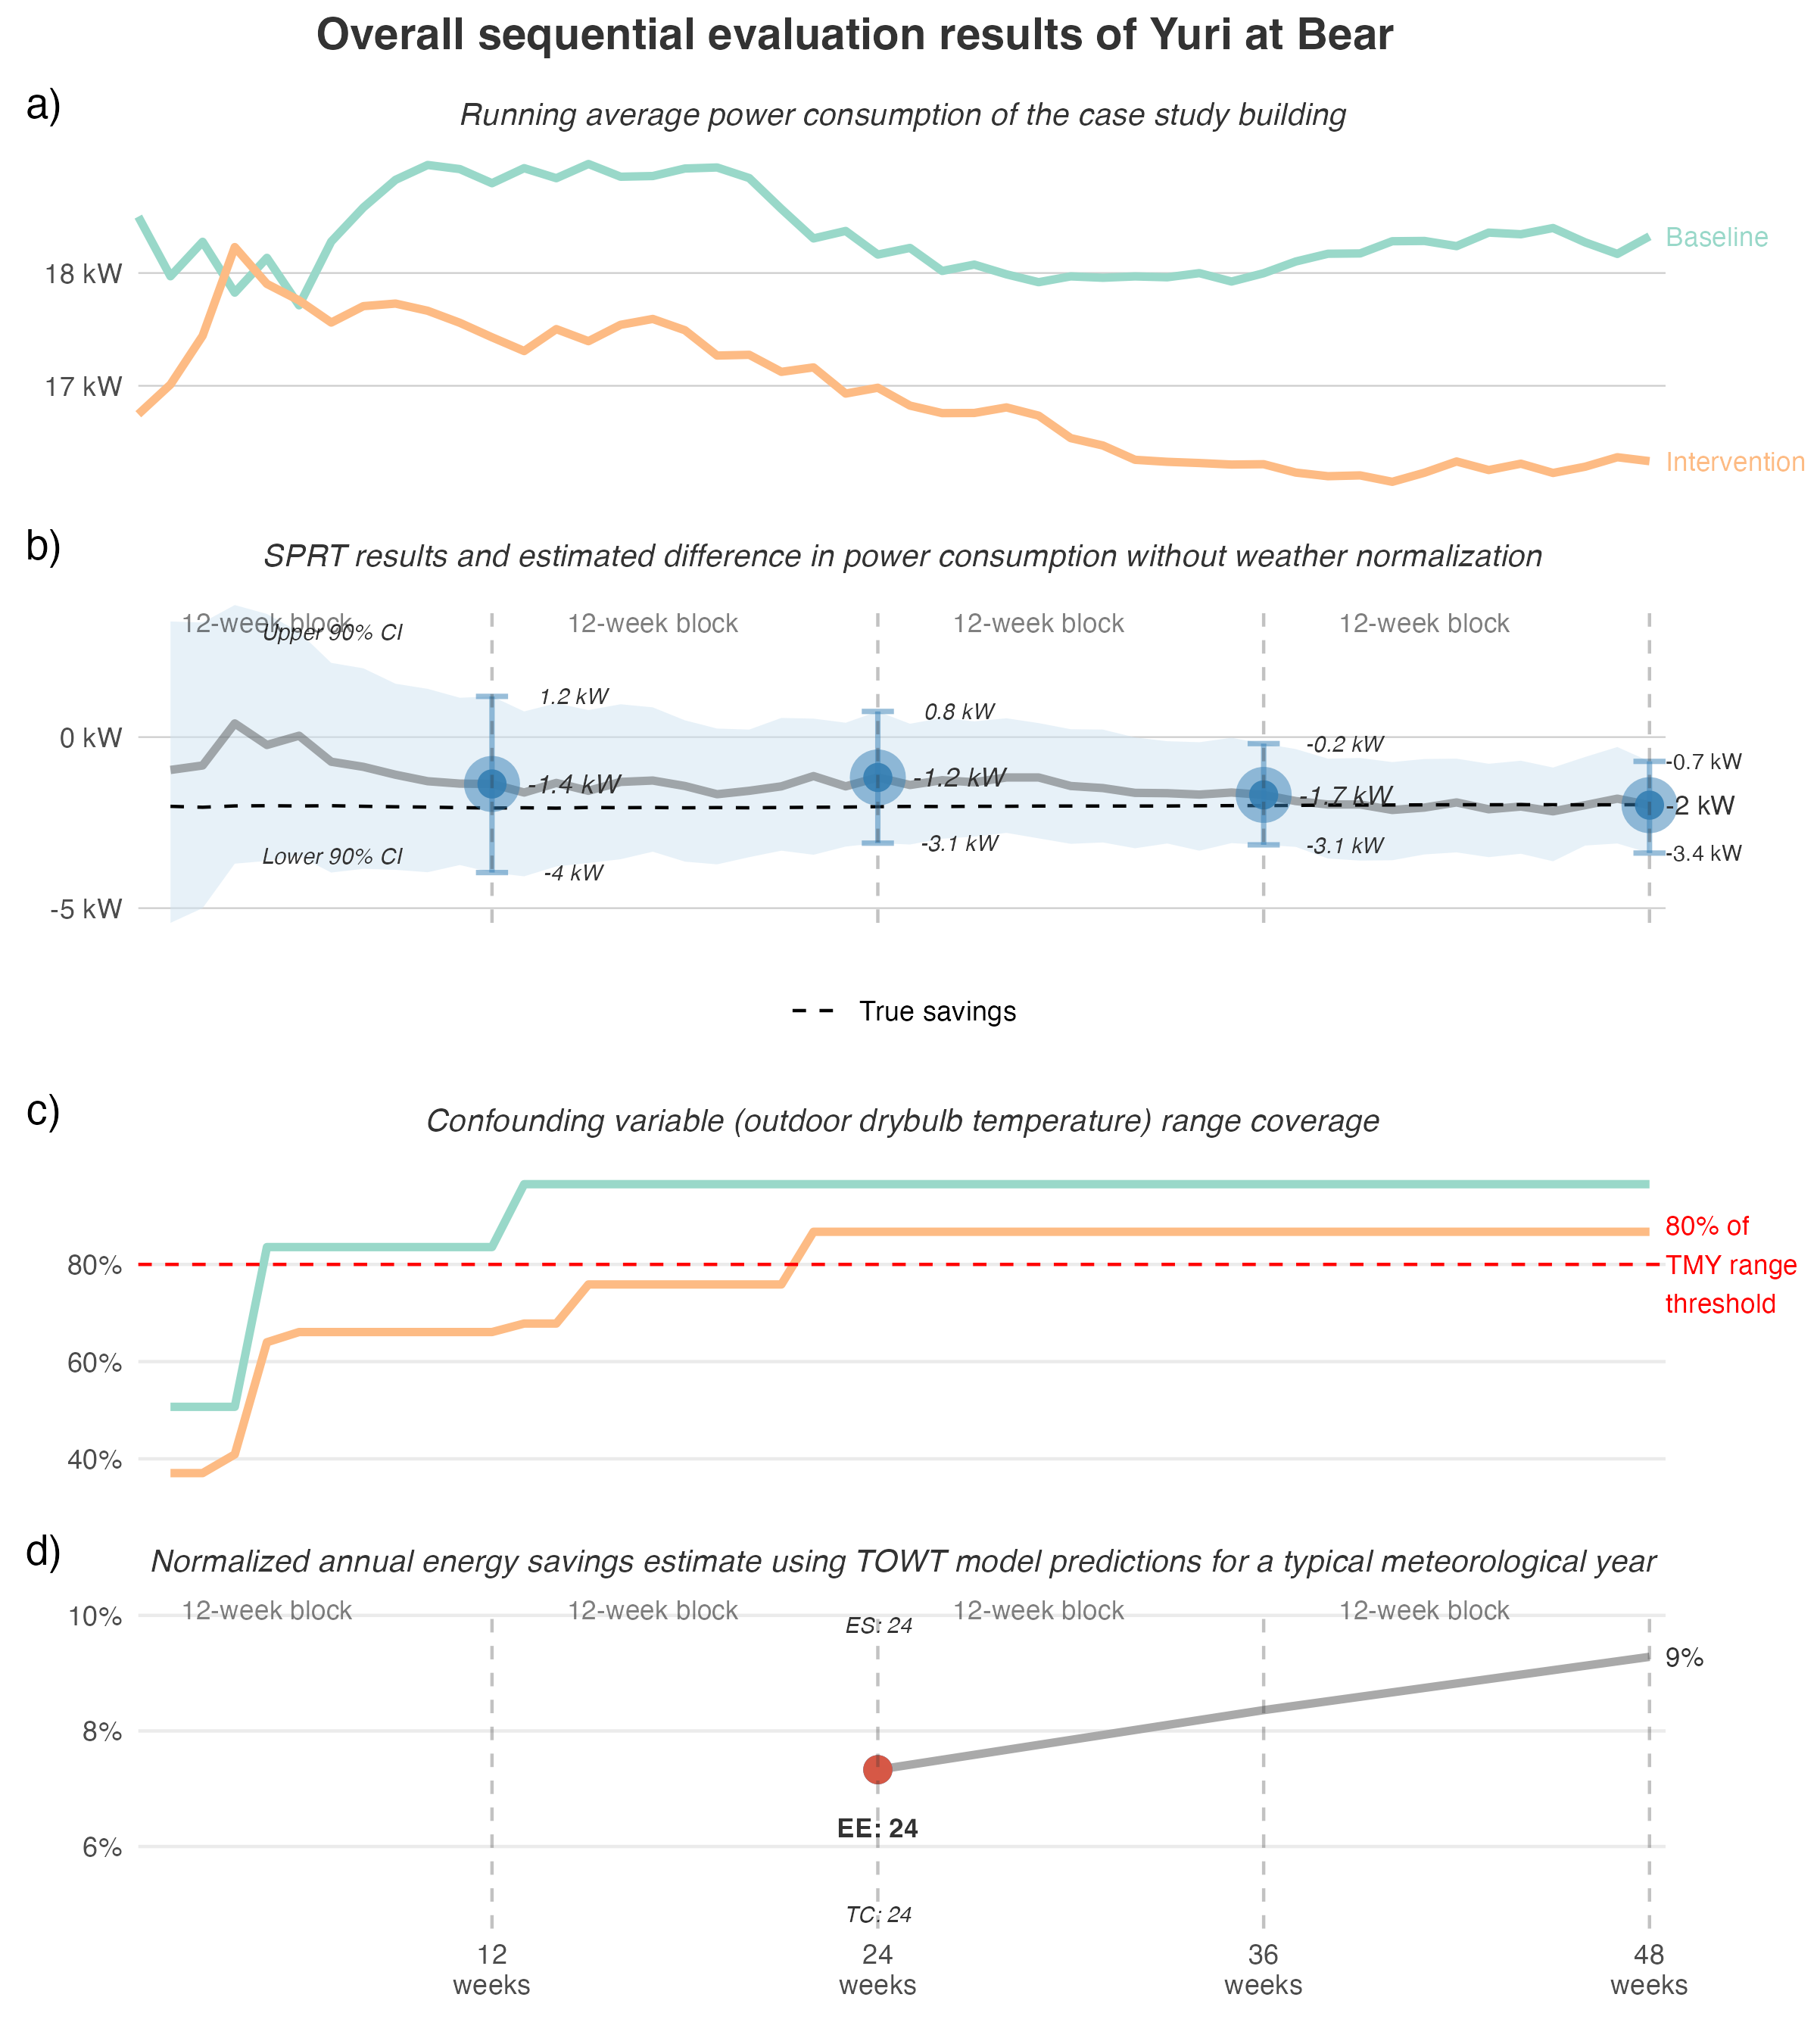 Overall sequential evaluation results of Yuri at Bear
a)
Running average power consumption of the case study building
Baseline
18 kW
17 kW
Intervention
b)
SPRT results and estimated difference in power consumption without weather normalization
12-week block
12-week block
12-week block
12-week block
Upper 90% CI
1.2 kW
0.8 kW
0 kW
-0.2 kW
-0.7 kW
-1.4 kW
-1.2 kW
-1.7 kW
-2 kW
Lower 90% CI
-4 kW
-3.1 kW
-3.1 kW
-3.4 kW
-5 kW
True savings
c)
Confounding variable (outdoor drybulb temperature) range coverage
80% of
TMY range
threshold
80%
60%
40%
d)
Normalized annual energy savings estimate using TOWT model predictions for a typical meteorological year
10%
12-week block
12-week block
12-week block
12-week block
ES: 24
9%
8%
EE: 24
6%
TC: 24
12
weeks
24
weeks
36
weeks
48
weeks